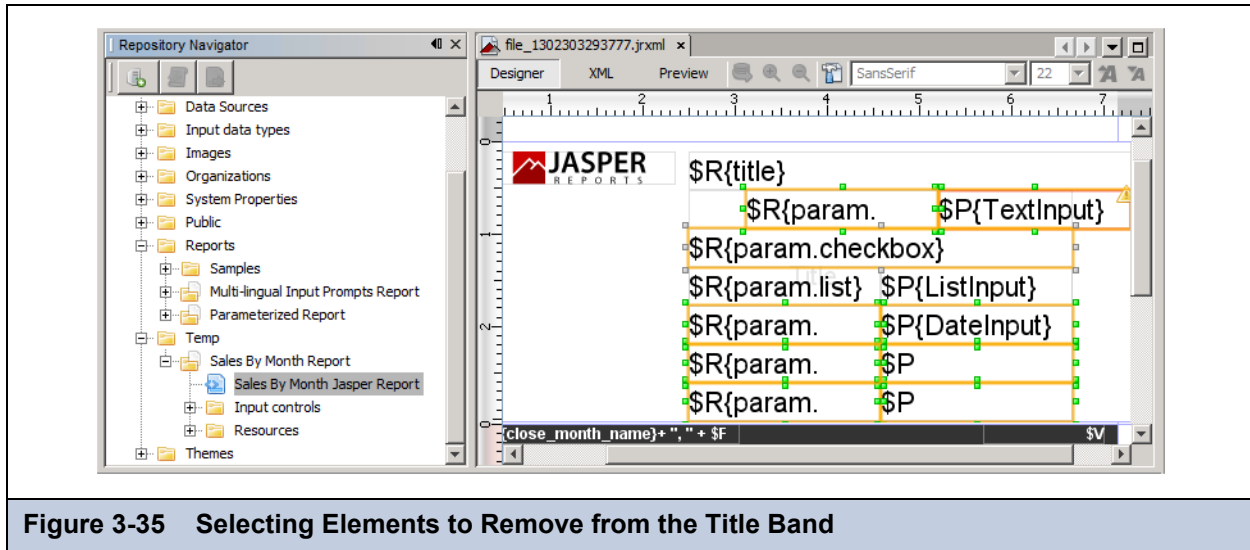 Repository Navigator
Data Sources
Input data types
Images
Organizations
System Properties
Public
Reports
Samples
Multi-lingual Input Prompts Report
Parameterized Report
Temp
Sales By Month Report
Sales By Month Jasper Report
Input controls
Resources
Themes
file_1302303293777.jrxml
Designer XML Preview SansSerif 22
1 2 3 4 5 6 7
0
1
2
0
JASPER
REPORTS
$R{title}
$R{param. $P{TextInput}
$R{param.checkbox}
Title
$R{param.list} $P{ListInput}
$R{param. $P{DateInput}
$R{param. $P
$R{param. $P
{close_month_name}+ ", " + $F $V
Figure 3-35 Selecting Elements to Remove from the Title Band